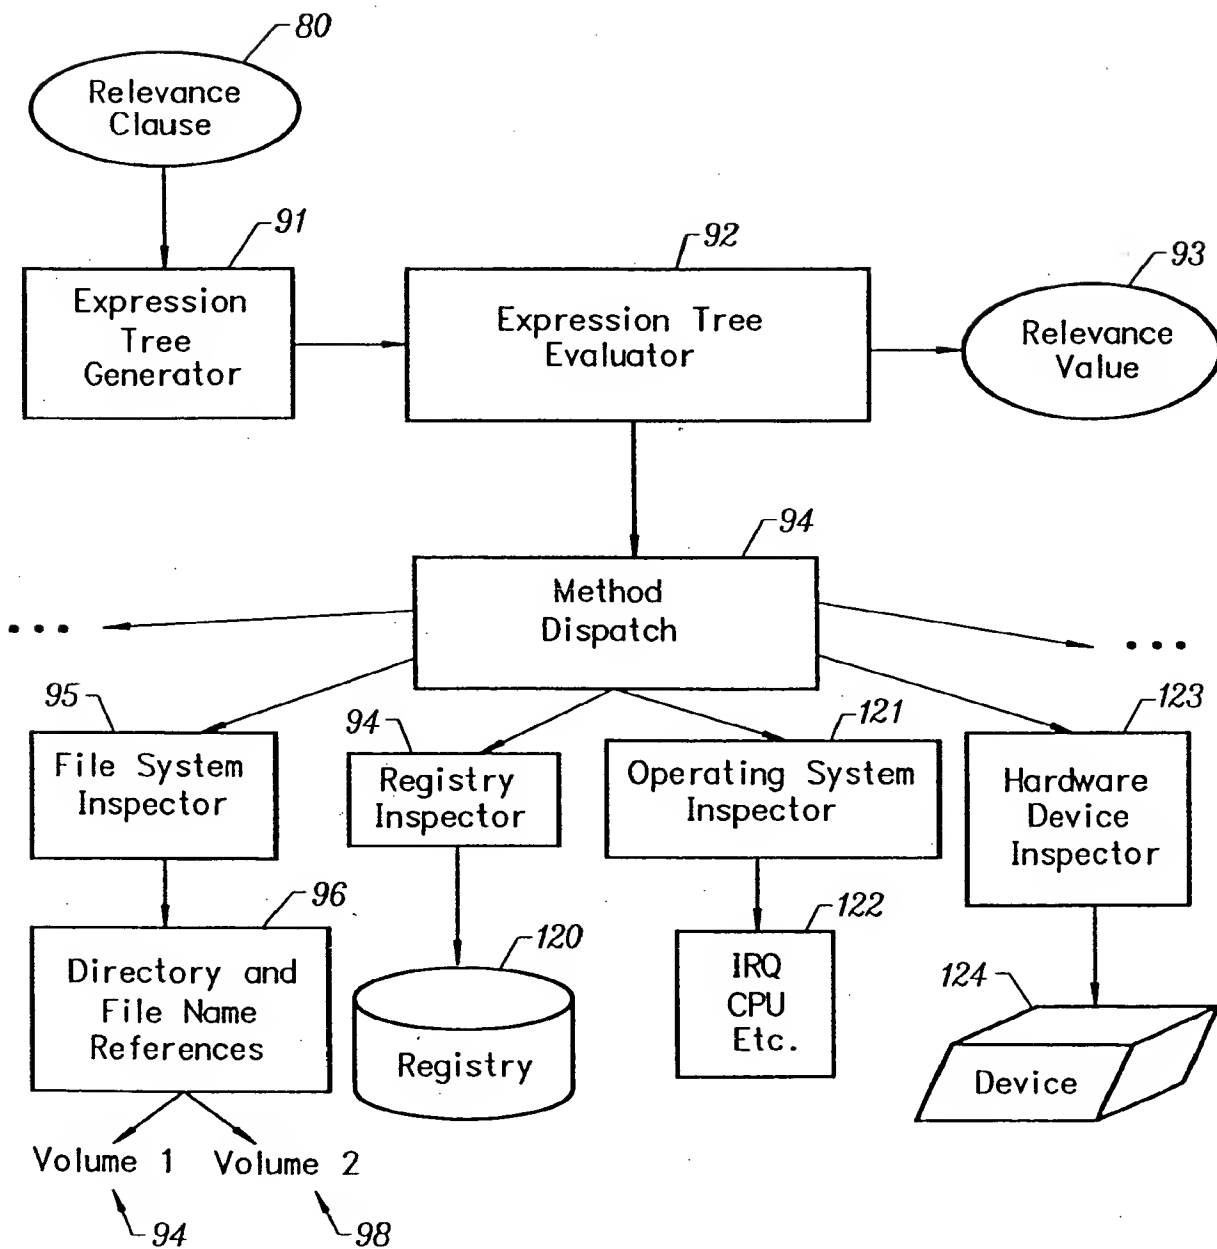 80
Relevance
Clause
91
Expression
Tree
Generator
92
Expression Tree
Evaluator
93
Relevance
Value
94
Method
Dispatch
...
...
95
File System
Inspector
94
Registry
Inspector
121
Operating System
Inspector
123
Hardware
Device
Inspector
96
Directory and
File Name
References
120
Registry
122
IRQ
CPU
Etc.
124
Device
Volume 1
Volume 2
94
98